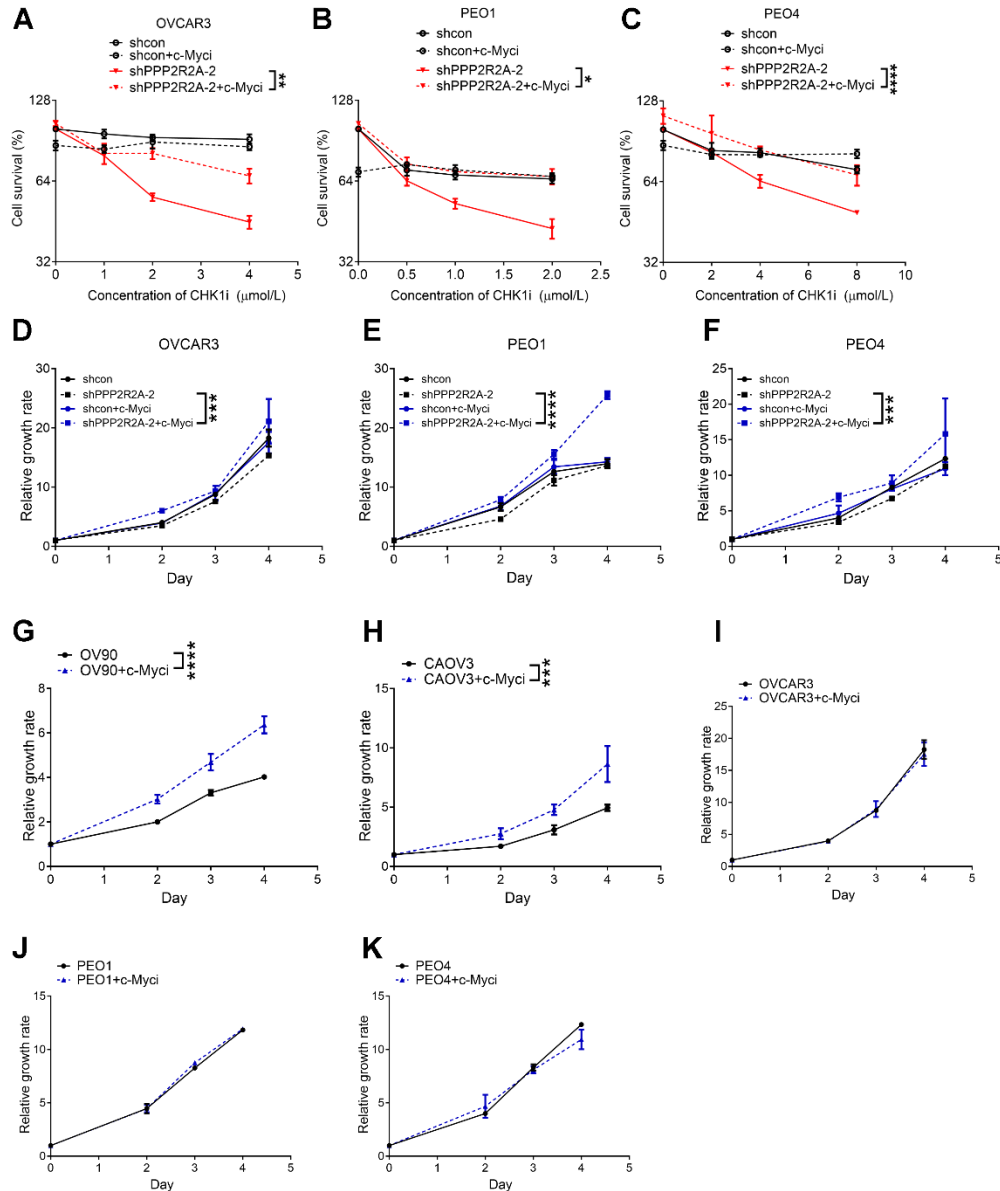 A
OVCAR3
shcon
shcon+c-Myci
shPPP2R2A-2
shPPP2R2A-2+c-Myci
**
Cell survival (%)
128
64
32
0 1 2 3 4 5
Concentration of CHK1i (μmol/L)
B
PEO1
shcon
shcon+c-Myci
shPPP2R2A-2
shPPP2R2A-2+c-Myci
*
Cell survival (%)
128
64
32
0.0 0.5 1.0 1.5 2.0 2.5
Concentration of CHK1i (μmol/L)
C
PEO4
shcon
shcon+c-Myci
shPPP2R2A-2
shPPP2R2A-2+c-Myci
****
Cell survival (%)
128
64
32
0 2 4 6 8 10
Concentration of CHK1i (μmol/L)
D
OVCAR3
shcon
shPPP2R2A-2
shcon+c-Myci
shPPP2R2A-2+c-Myci
***
Relative growth rate
30
20
10
0
0 1 2 3 4 5
Day
E
PEO1
shcon
shPPP2R2A-2
shcon+c-Myci
shPPP2R2A-2+c-Myci
****
Relative growth rate
30
20
10
0
0 1 2 3 4 5
Day
F
PEO4
shcon
shPPP2R2A-2
shcon+c-Myci
shPPP2R2A-2+c-Myci
***
Relative growth rate
25
20
15
10
5
0
0 1 2 3 4 5
Day
G
OV90
OV90+c-Myci
****
Relative growth rate
8
6
4
2
0
0 1 2 3 4 5
Day
H
CAOV3
CAOV3+c-Myci
***
Relative growth rate
15
10
5
0
0 1 2 3 4 5
Day
I
OVCAR3
OVCAR3+c-Myci
Relative growth rate
25
20
15
10
5
0
0 1 2 3 4 5
Day
J
PEO1
PEO1+c-Myci
Relative growth rate
15
10
5
0
0 1 2 3 4 5
Day
K
PEO4
PEO4+c-Myci
Relative growth rate
15
10
5
0
0 1 2 3 4 5
Day